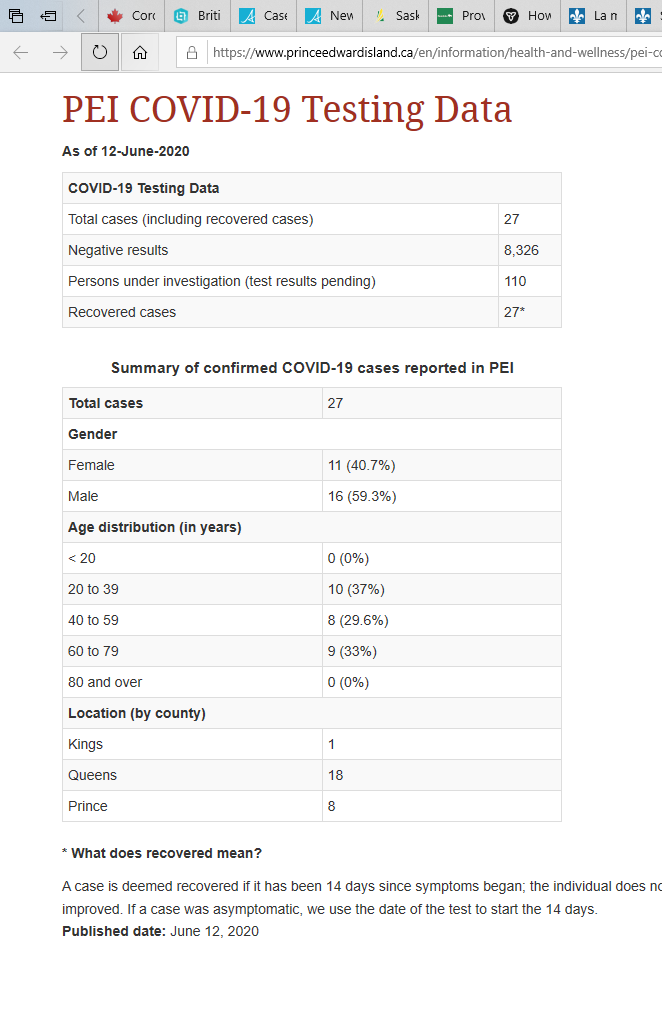 Corc
Briti
Case
New
Sask
Prov
How
La n
https://www.princeedwardisland.ca/en/information/health-and-wellness/pei-co
PEI COVID-19 Testing Data
As of 12-June-2020
COVID-19 Testing Data
Total cases (including recovered cases) 27
Negative results 8,326
Persons under investigation (test results pending) 110
Recovered cases 27*
Summary of confirmed COVID-19 cases reported in PEI
Total cases 27
Gender
Female 11 (40.7%)
Male 16 (59.3%)
Age distribution (in years)
< 20 0 (0%)
20 to 39 10 (37%)
40 to 59 8 (29.6%)
60 to 79 9 (33%)
80 and over 0 (0%)
Location (by county)
Kings 1
Queens 18
Prince 8
* What does recovered mean?
A case is deemed recovered if it has been 14 days since symptoms began; the individual does no
improved. If a case was asymptomatic, we use the date of the test to start the 14 days.
Published date: June 12, 2020